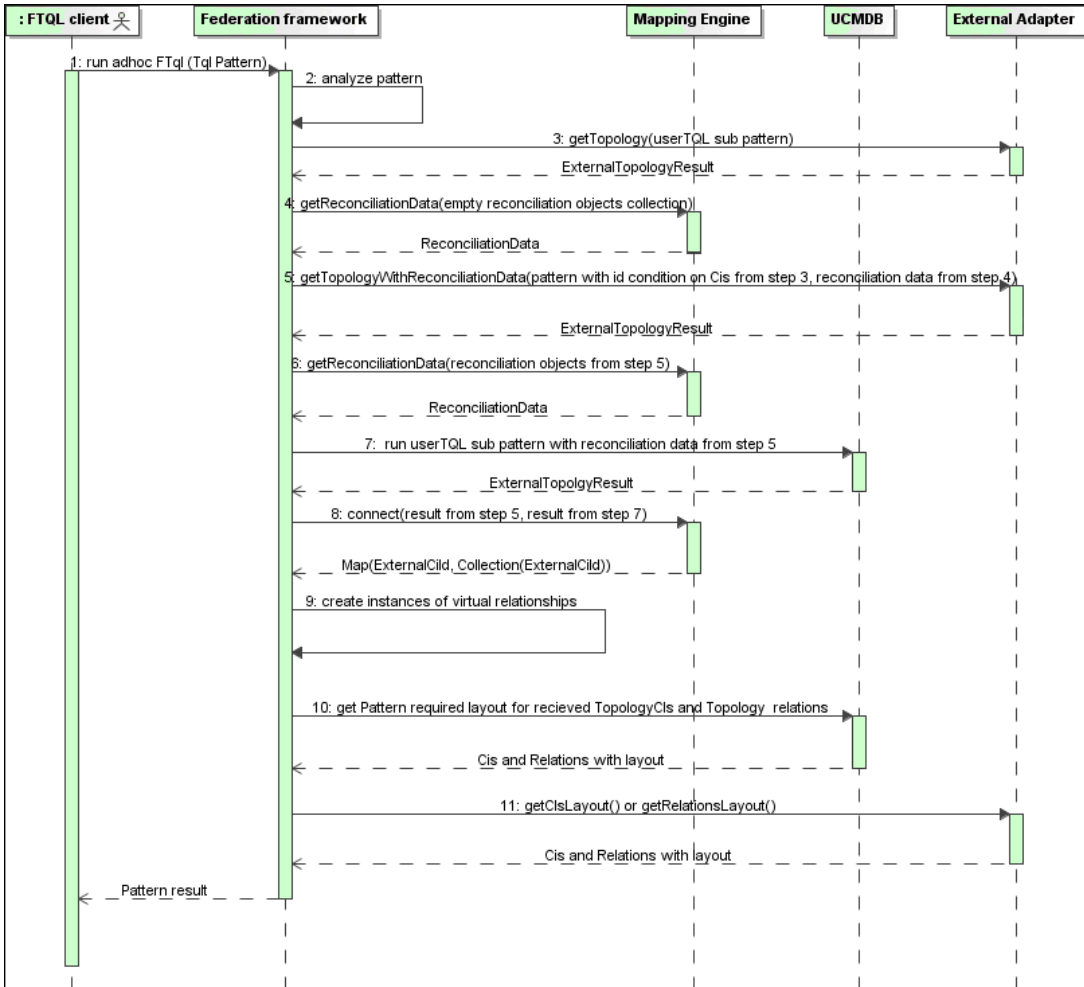 : FTQL client
Federation framework
Mapping Engine
UCMDB
External Adapter
1: run adhoc FTql (Tql Pattern)
2: analyze pattern
3: getTopology(userTQL sub pattern)
ExternalTopologyResult
4: getReconciliationData(empty reconciliation objects collection)
ReconciliationData
5: getTopologyWithReconciliationData(pattern with id condition on Cis from step 3, reconciliation data from step 4)
ExternalTopologyResult
6: getReconciliationData(reconciliation objects from step 5)
ReconciliationData
7: run userTQL sub pattern with reconciliation data from step 5
ExternalTopolgyResult
8: connect(result from step 5, result from step 7)
Map(ExternalCiId, Collection(ExternalCiId))
9: create instances of virtual relationships
10: get Pattern required layout for recieved TopologyCIs and Topology relations
Cis and Relations with layout
11: getCIsLayout() or getRelationsLayout()
Cis and Relations with layout
Pattern result